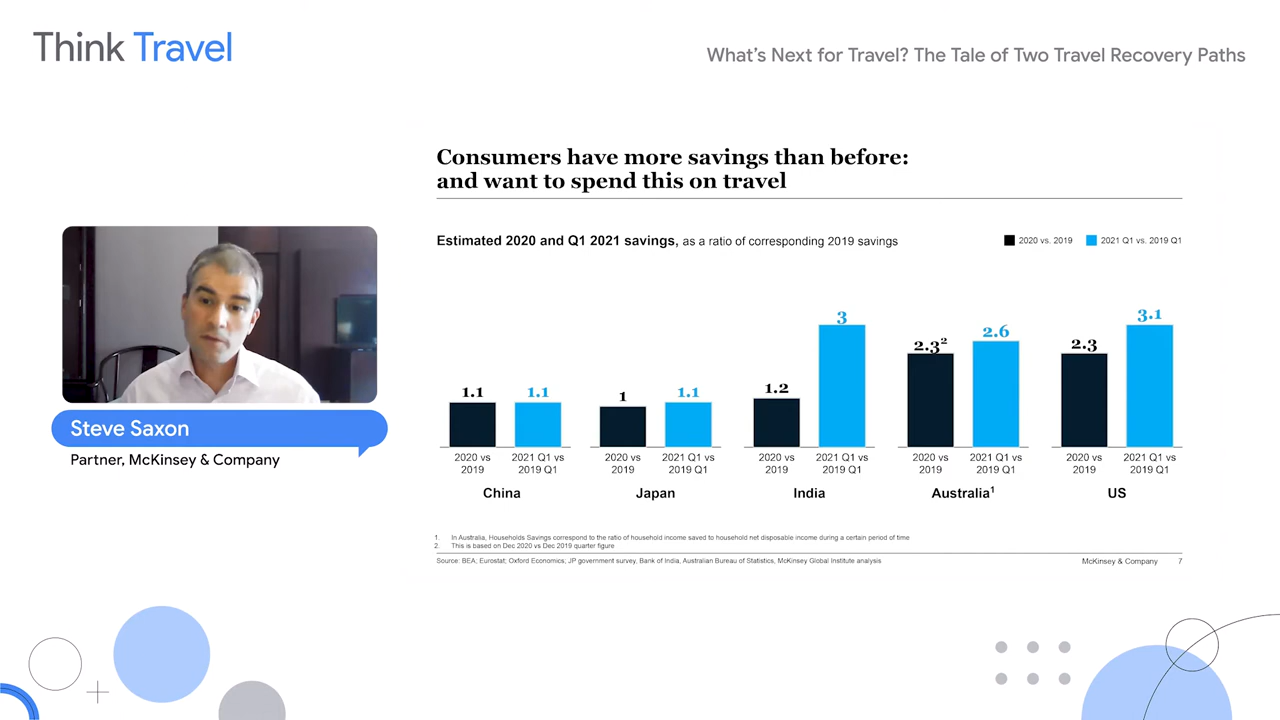 Think Travel
What's Next for Travel? The Tale of Two Travel Recovery Paths
Consumers have more savings than before:
and want to spend this on travel
Estimated 2020 and Q1 2021 savings, as a ratio of corresponding 2019 savings
2020 vs. 2019
2021 Q1 vs. 2019 Q1
1.1
1.1
1
1.1
1.2
3
2.3²
2.6
2.3
3.1
2020 vs
2019
2021 Q1 vs
2019 Q1
2020 vs
2019
2021 Q1 vs
2019 Q1
2020 vs
2019
2021 Q1 vs
2019 Q1
2020 vs
2019
2021 Q1 vs
2019 Q1
2020 vs
2019
2021 Q1 vs
2019 Q1
China
Japan
India
Australia¹
US
1. In Australia, Households Savings correspond to the ratio of household income saved to household net disposable income during a certain period of time
2. This is based on Dec 2020 vs Dec 2019 quarter figure
Source: BEA; Eurostat; Oxford Economics; JP government survey, Bank of India, Australian Bureau of Statistics, McKinsey Global Institute analysis
McKinsey & Company 7
Steve Saxon
Partner, McKinsey & Company